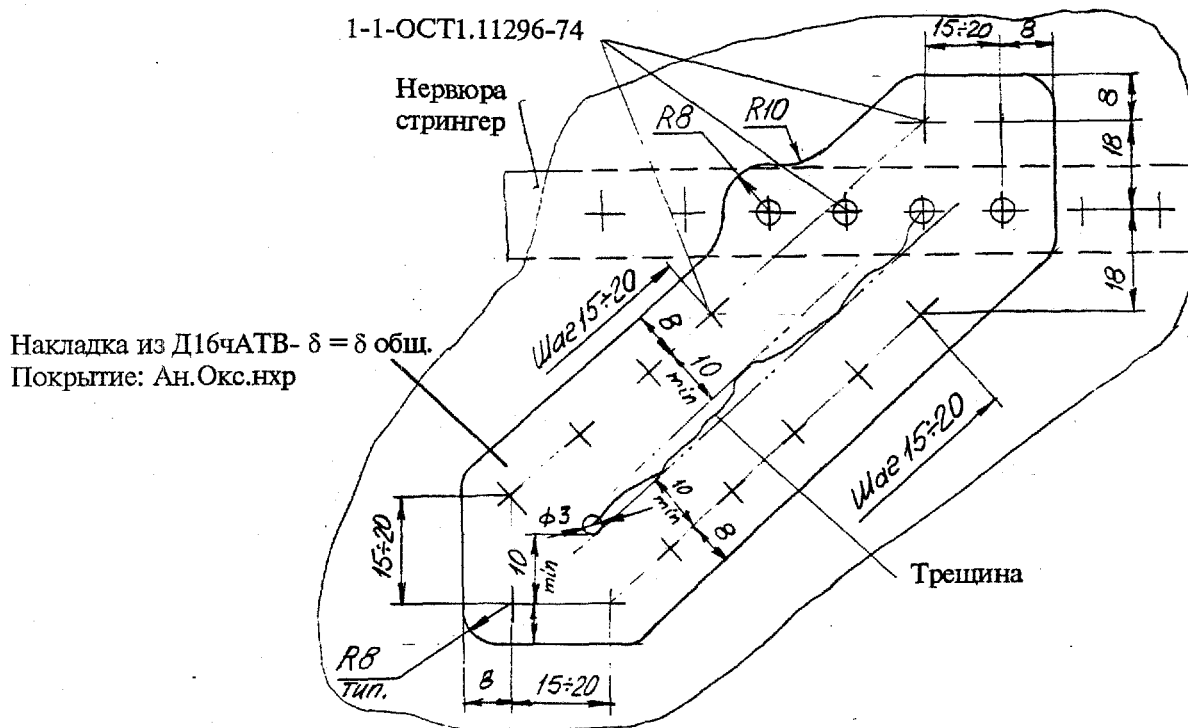 1-1-ОСТ1.11296-74
15÷20
8
Нервюра
стрингер
R8
R10
8
18
18
Шаг 15÷20
8
10
min
Накладка из Д16чАТВ- δ = δ общ.
Покрытие: Ан.Окс.нхр
Шаг 15÷20
10
min
8
ϕ3
15÷20
10
min
Трещина
R8
тип.
8
15÷20